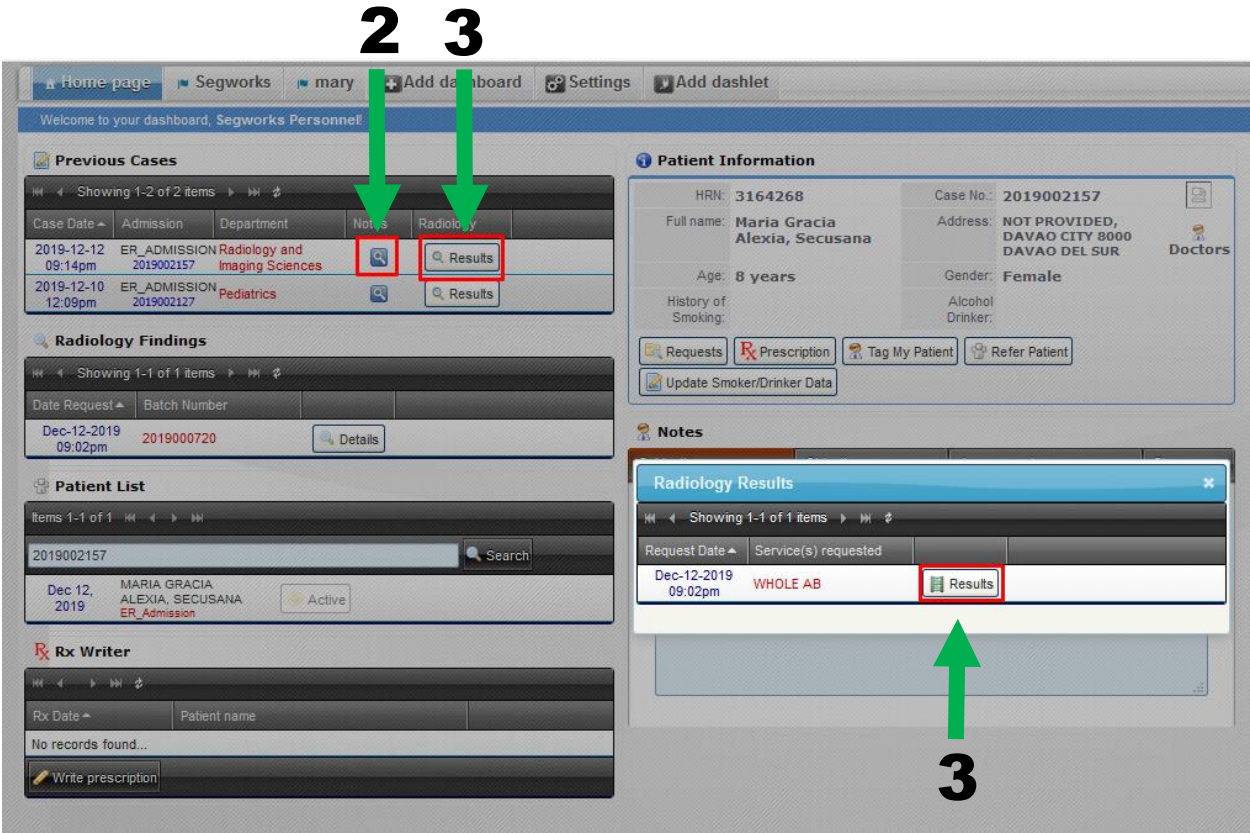 2 3
Home page Segworks mary Add dashboard Settings Add dashlet
Welcome to your dashboard, Segworks Personnel!
Previous Cases
Showing 1-2 of 2 items
Case Date Admission Department Notes Radiology
2019-12-12 ER_ADMISSION Radiology and Results
09:14pm 2019002157 Imaging Sciences
2019-12-10 ER_ADMISSION Pediatrics Results
12:09pm 2019002127
Radiology Findings
Showing 1-1 of 1 items
Date Request Batch Number
Dec-12-2019 2019000720 Details
09:02pm
Patient List
Items 1-1 of 1
2019002157 Search
Dec 12, MARIA GRACIA Active
2019 ALEXIA, SECUSANA
ER_Admission
Rx Writer
Rx Date Patient name
No records found...
Write prescription
Patient Information
HRN: 3164268 Case No.: 2019002157
Full name: Maria Gracia Address: NOT PROVIDED,
Alexia, Secusana DAVAO CITY 8000 Doctors
DAVAO DEL SUR
Age: 8 years Gender: Female
History of Alcohol
Smoking: Drinker:
Requests Prescription Tag My Patient Refer Patient
Update Smoker/Drinker Data
Notes
Radiology Results
Showing 1-1 of 1 items
Request Date Service(s) requested
Dec-12-2019 WHOLE AB Results
09:02pm
3